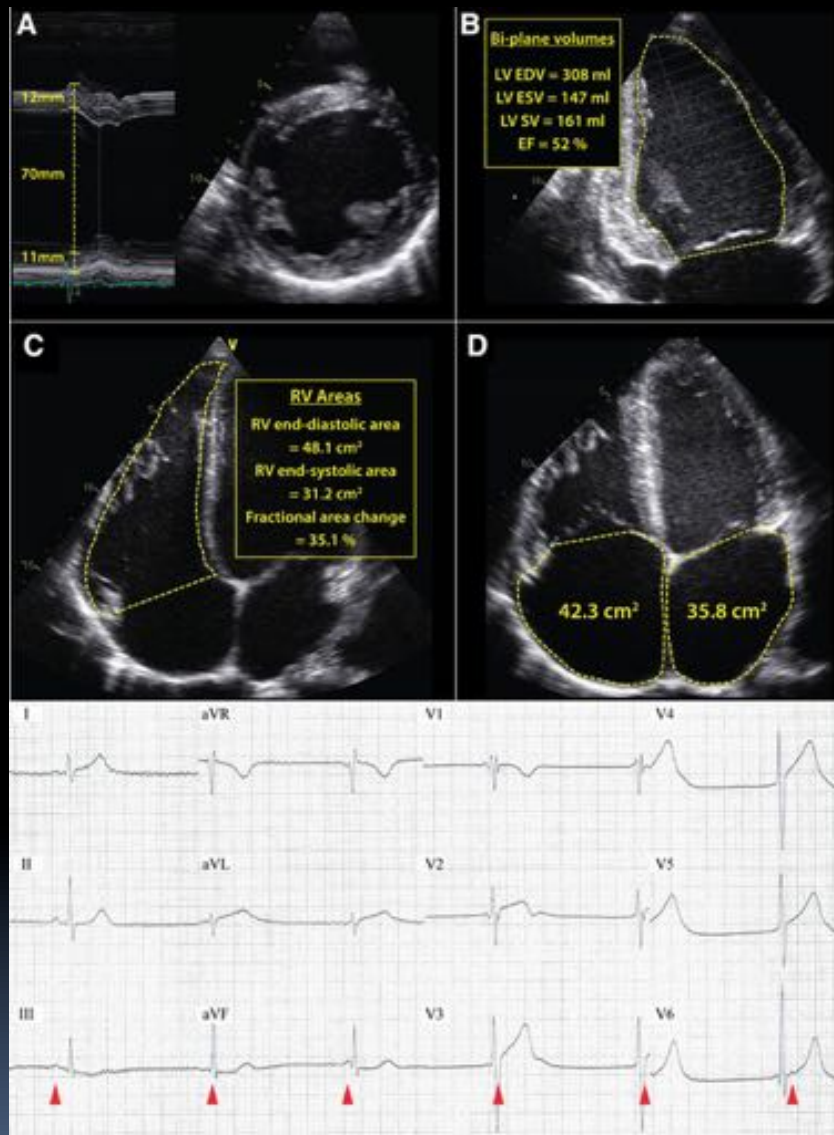 A
12mm
70mm
11mm
B
Bi-plane volumes
LV EDV = 308 ml
LV ESV = 147 ml
LV SV = 161 ml
EF = 52 %
C
V
RV Areas
RV end-diastolic area
= 48.1 cm²
RV end-systolic area
= 31.2 cm²
Fractional area change
= 35.1 %
D
42.3 cm²
35.8 cm²
I
aVR
V1
V4
II
aVL
V2
V5
III
aVF
V3
V6